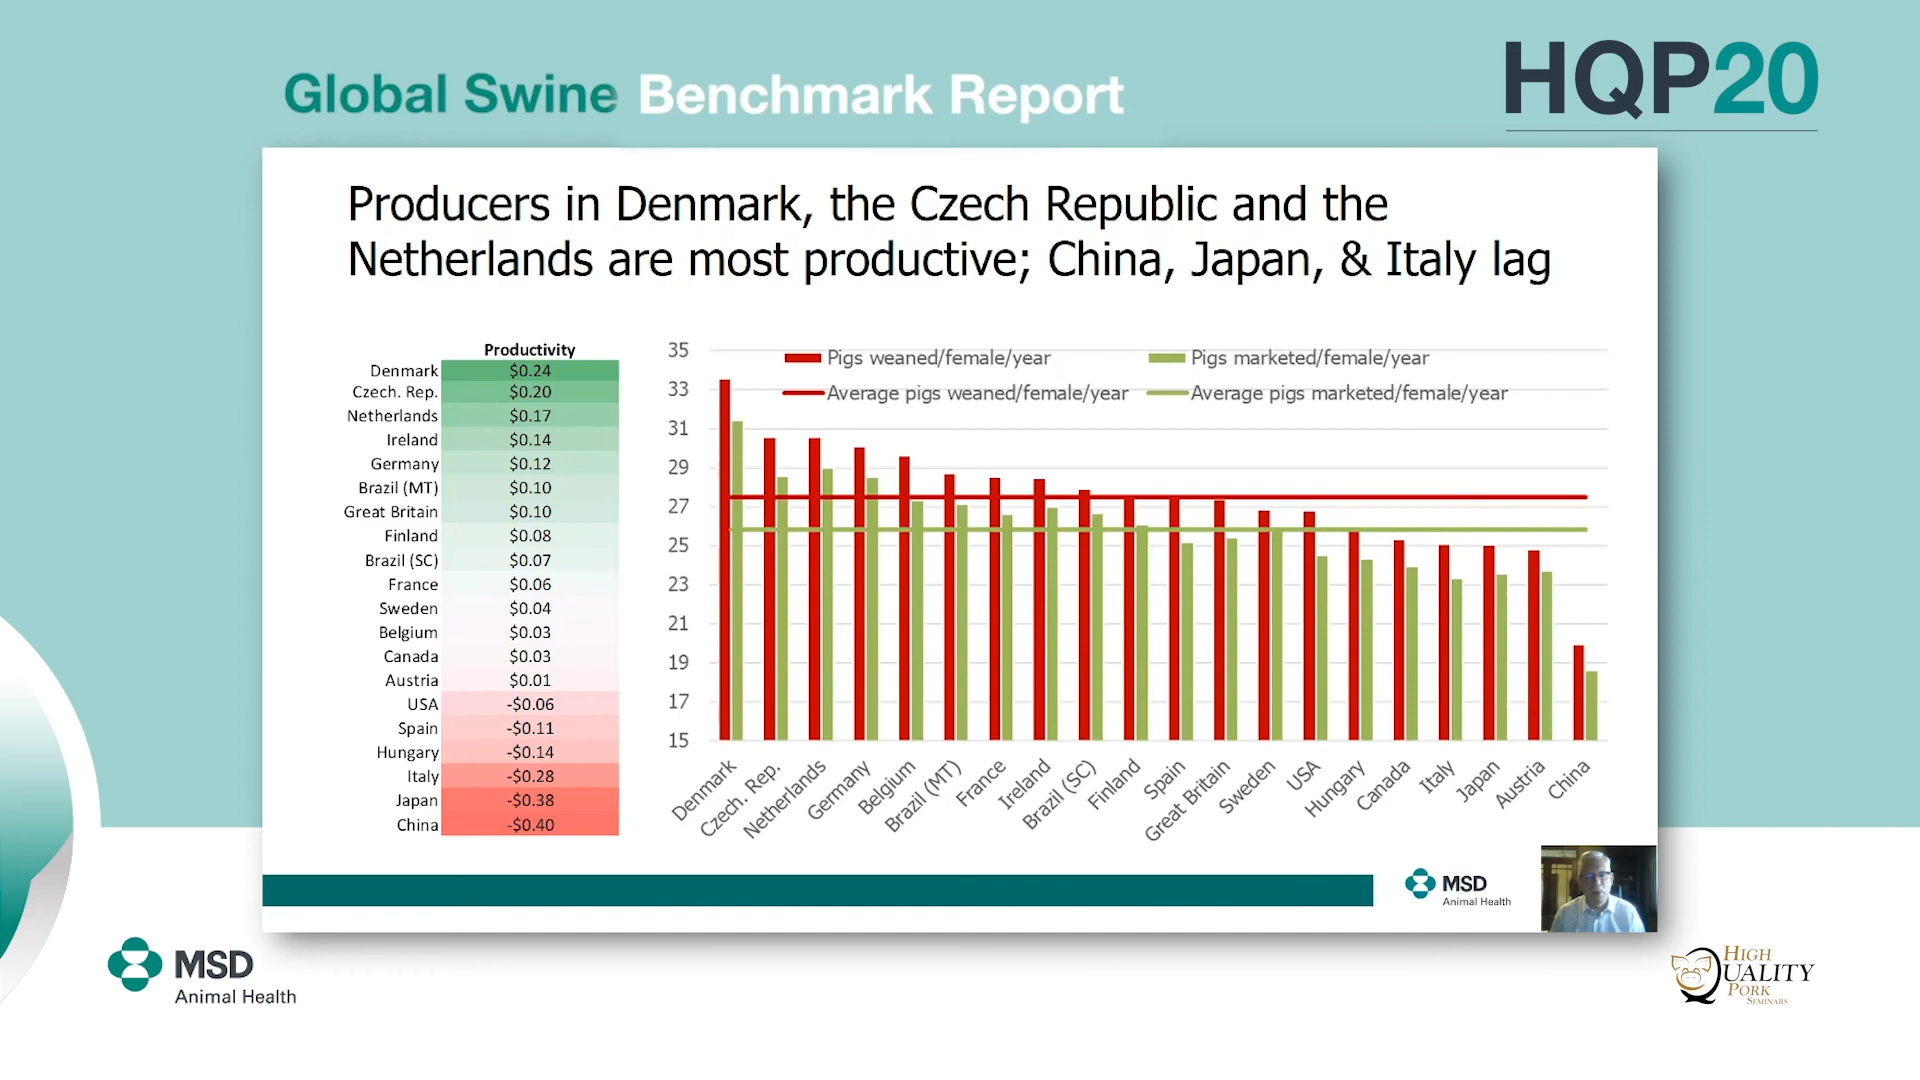 Global Swine Benchmark Report
HQP20
Producers in Denmark, the Czech Republic and the
Netherlands are most productive; China, Japan, & Italy lag
Productivity
Denmark $0.24
Czech. Rep. $0.20
Netherlands $0.17
Ireland $0.14
Germany $0.12
Brazil (MT) $0.10
Great Britain $0.10
Finland $0.08
Brazil (SC) $0.07
France $0.06
Sweden $0.04
Belgium $0.03
Canada $0.03
Austria $0.01
USA -$0.06
Spain -$0.11
Hungary -$0.14
Italy -$0.28
Japan -$0.38
China -$0.40
Pigs weaned/female/year
Pigs marketed/female/year
Average pigs weaned/female/year
Average pigs marketed/female/year
35
33
31
29
27
25
23
21
19
17
15
Denmark
Czech. Rep.
Netherlands
Germany
Belgium
Brazil (MT)
France
Ireland
Brazil (SC)
Finland
Spain
Great Britain
Sweden
USA
Hungary
Canada
Italy
Japan
Austria
China
MSD
Animal Health
MSD
Animal Health
HIGH
QUALITY
PORK
SEMINARS